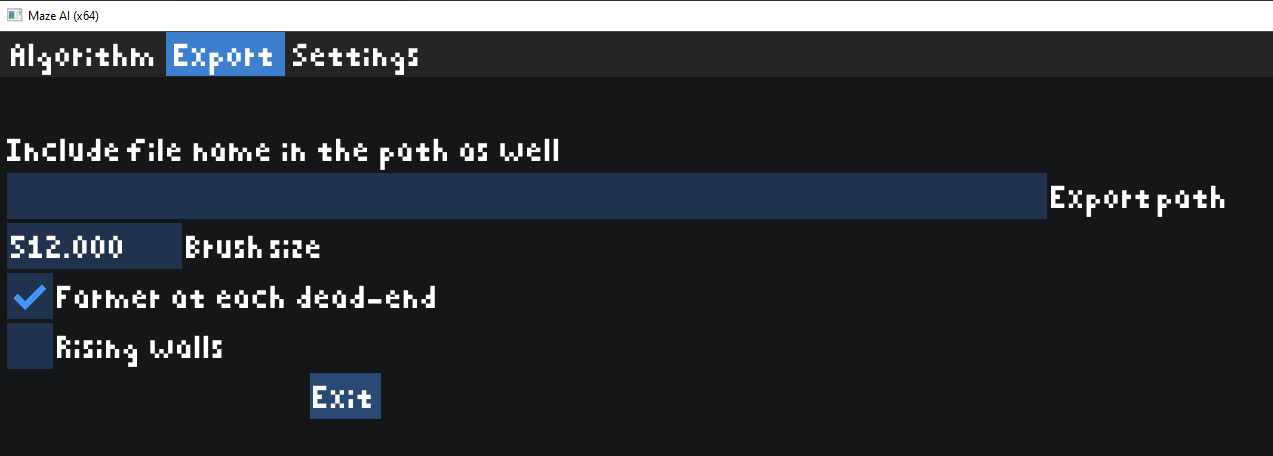 Maze AI (x64)
Algorithm Export Settings
Include file name in the path as well
Export path
512.000 Brush size
Farmer at each dead-end
Rising walls
Exit